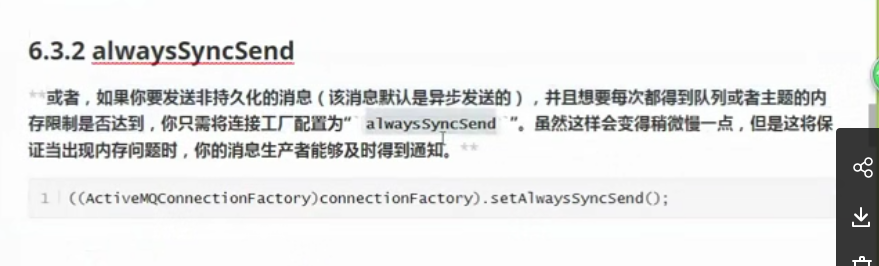 6.3.2 alwaysSyncSend
**或者，如果你要发送非持久化的消息（该消息默认是异步发送的），并且想要每次都得到队列或者主题的内
存限制是否达到，你只需将连接工厂配置为“`alwaysSyncSend`”。虽然这样会变得稍微慢一点，但是这将保
证当出现内存问题时，你的消息生产者能够及时得到通知。**
1 ((ActiveMQConnectionFactory)connectionFactory).setAlwaysSyncSend();